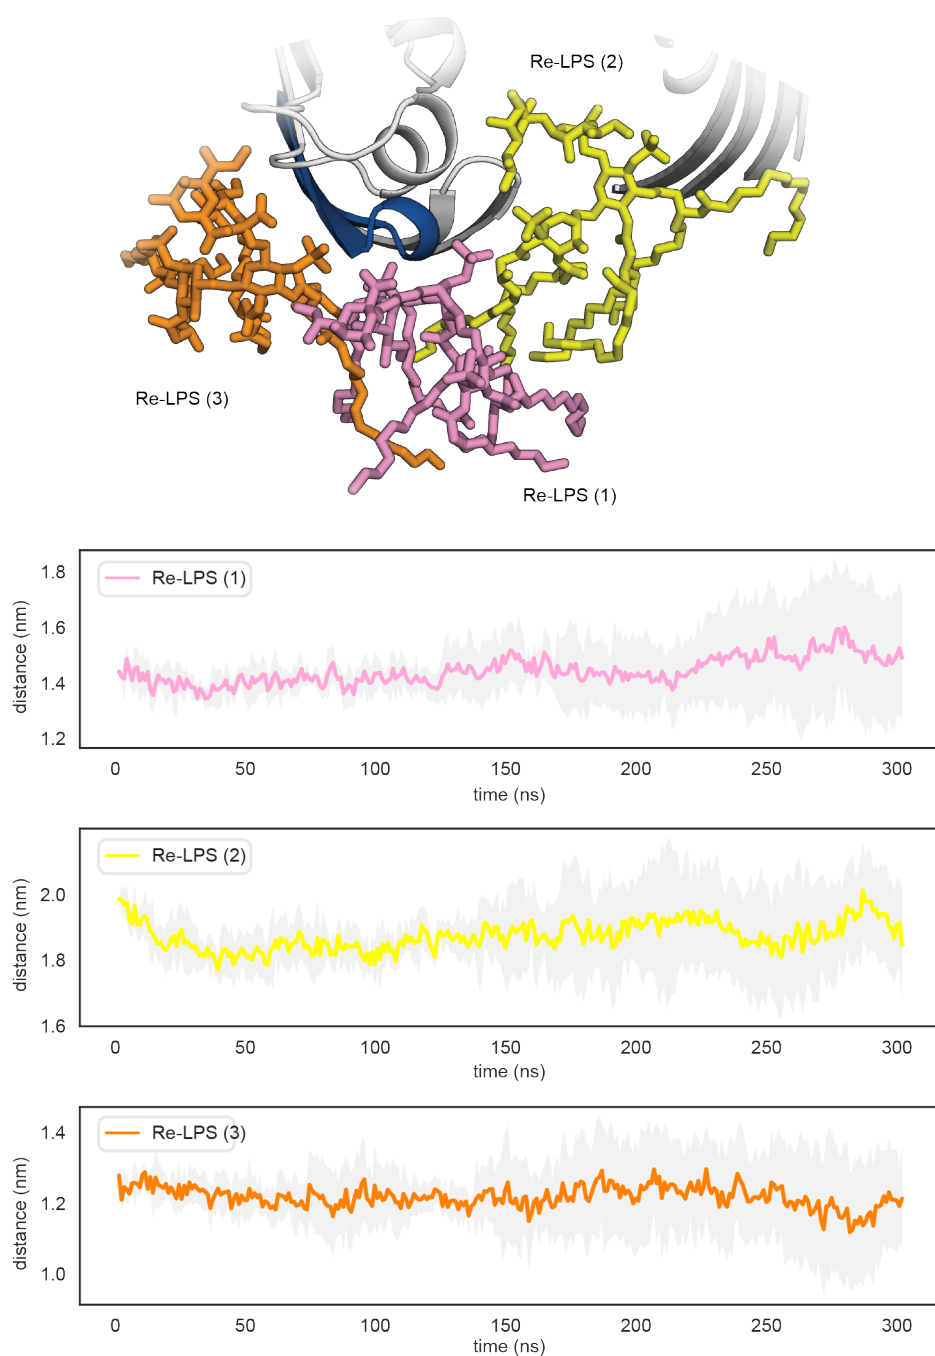 Re-LPS (2)
Re-LPS (3)
Re-LPS (1)
Re-LPS (1)
distance (nm)
1.8
1.6
1.4
1.2
0 50 100 150 200 250 300
time (ns)
Re-LPS (2)
distance (nm)
2.0
1.8
1.6
0 50 100 150 200 250 300
time (ns)
Re-LPS (3)
distance (nm)
1.4
1.2
1.0
0 50 100 150 200 250 300
time (ns)